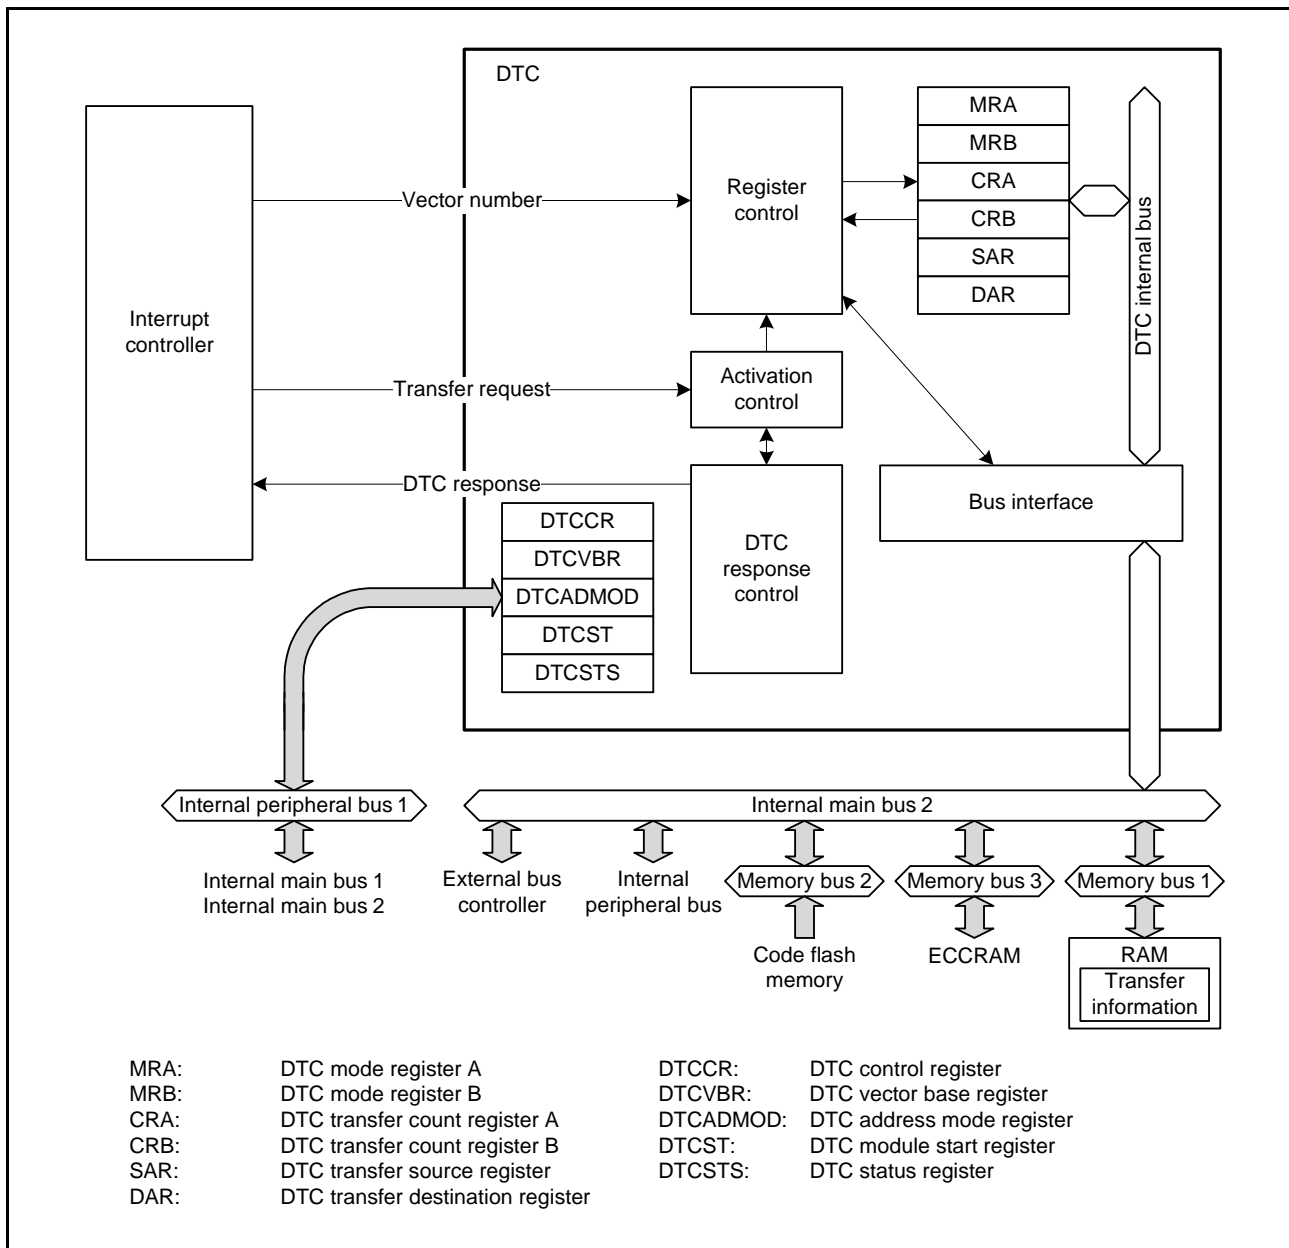 DTC
MRA
MRB
CRA
CRB
SAR
DAR
Register
control
Vector number
DTC internal bus
Interrupt
controller
Activation
control
Transfer request
DTC response
Bus interface
DTCCR
DTCVBR
DTCADMOD
DTCST
DTCSTS
DTC
response
control
Internal peripheral bus 1
Internal main bus 2
Internal main bus 1
Internal main bus 2
External bus
controller
Internal
peripheral bus
Memory bus 2
Memory bus 3
Memory bus 1
Code flash
memory
ECCRAM
RAM
Transfer
information
MRA: DTC mode register A
MRB: DTC mode register B
CRA: DTC transfer count register A
CRB: DTC transfer count register B
SAR: DTC transfer source register
DAR: DTC transfer destination register
DTCCR: DTC control register
DTCVBR: DTC vector base register
DTCADMOD: DTC address mode register
DTCST: DTC module start register
DTCSTS: DTC status register